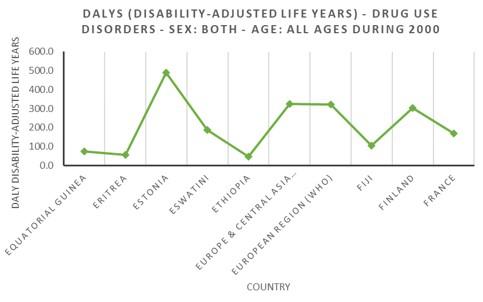 DALYS (DISABILITY-ADJUSTED LIFE YEARS) - DRUG USE
DISORDERS - SEX: BOTH - AGE: ALL AGES DURING 2000
DALY DISABILITY-ADJUSTED LIFE YEARS
600.0
500.0
400.0
300.0
200.0
100.0
0.0
EQUATORIAL GUINEA
ERITREA
ESTONIA
ESWATINI
ETHIOPIA
EUROPE & CENTRAL ASIA...
EUROPEAN REGION (WHO)
FIJI
FINLAND
FRANCE
COUNTRY